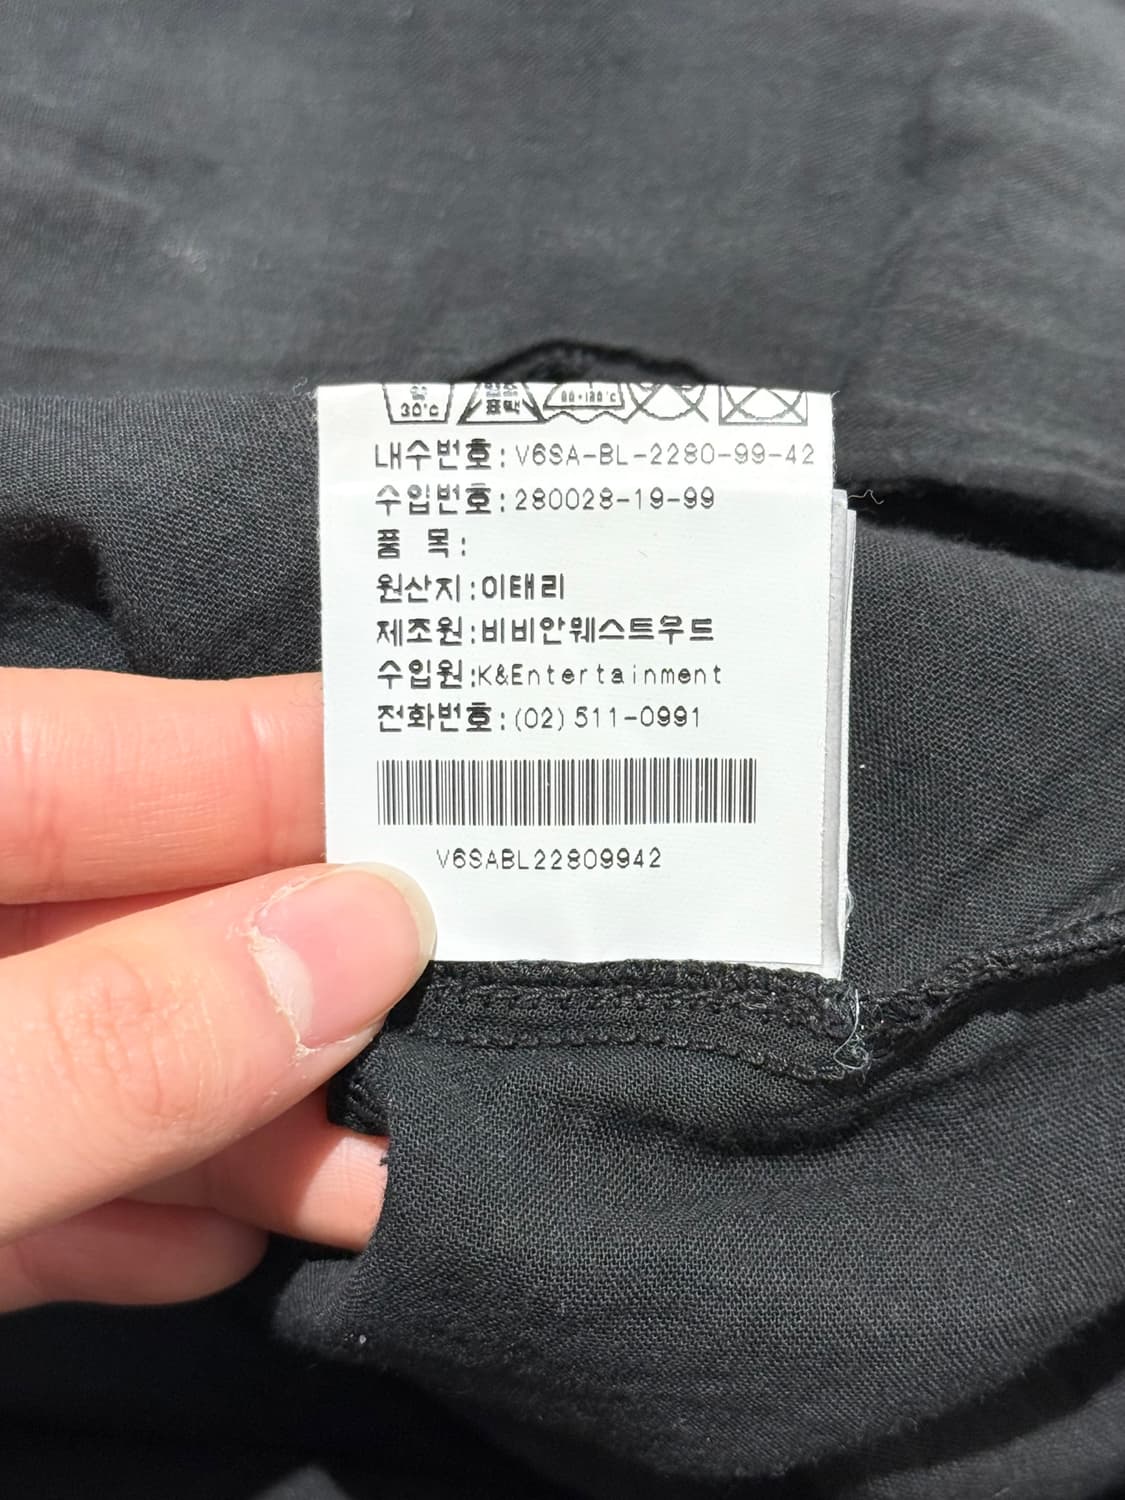 30℃
80~120℃
내수번호:V6SA-BL-2280-99-42
수입번호:280028-19-99
품 목:
원산지:이태리
제조원:비비안웨스트우드
수입원:K&Entertainment
전화번호:(02)511-0991
V6SABL22809942